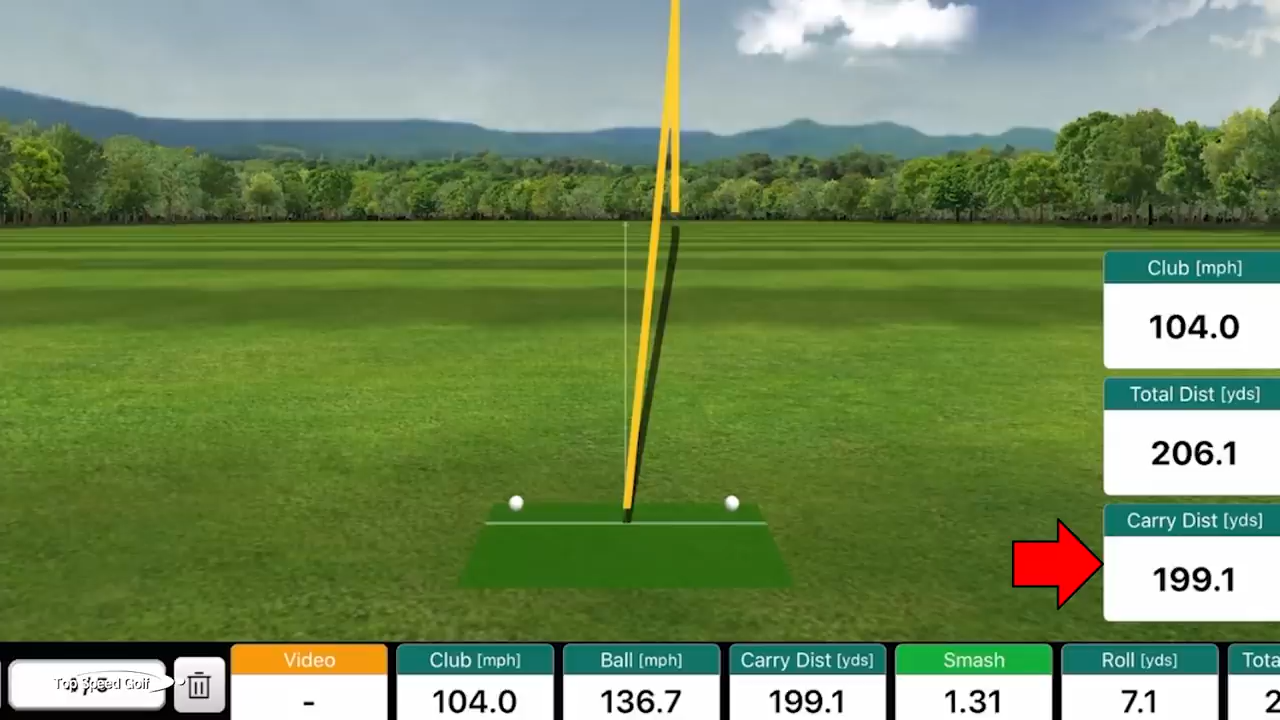 Club [mph]
104.0
Total Dist [yds]
206.1
Carry Dist [yds]
199.1
Top Speed Golf
Video
-
Club [mph]
104.0
Ball [mph]
136.7
Carry Dist [yds]
199.1
Smash
1.31
Roll [yds]
7.1
Tota
2